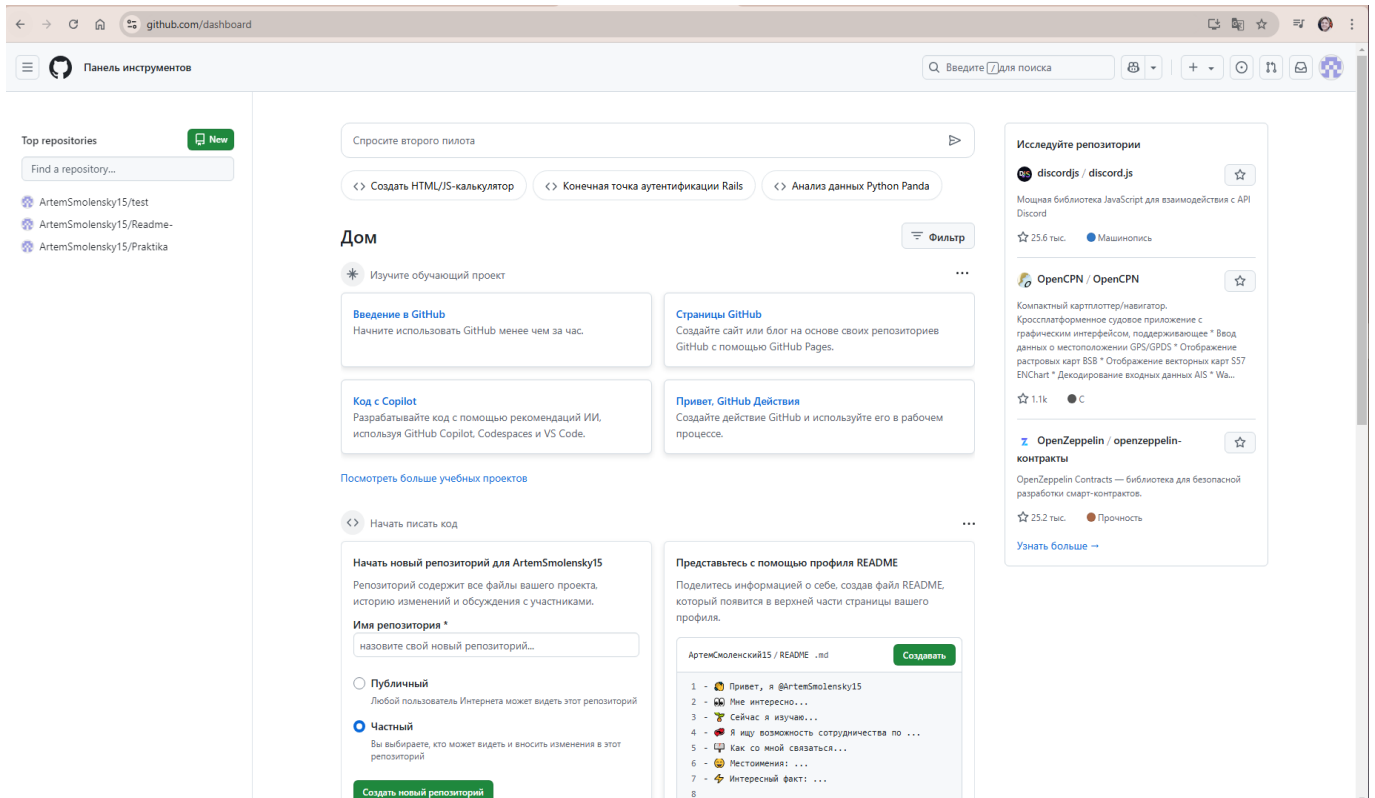 github.com/dashboard
Панель инструментов
Введите / для поиска
Top repositories
New
Find a repository...
ArtemSmolensky15/test
ArtemSmolensky15/Readme-
ArtemSmolensky15/Praktika
Спросите второго пилота
Создать HTML/JS-калькулятор
Конечная точка аутентификации Rails
Анализ данных Python Panda
Дом
Фильтр
Изучите обучающий проект
Введение в GitHub
Начните использовать GitHub менее чем за час.
Страницы GitHub
Создайте сайт или блог на основе своих репозиториев
GitHub с помощью GitHub Pages.
Код с Copilot
Разрабатывайте код с помощью рекомендаций ИИ,
используя GitHub Copilot, Codespaces и VS Code.
Привет, GitHub Действия
Создайте действие GitHub и используйте его в рабочем
процессе.
Посмотреть больше учебных проектов
Начать писать код
Начать новый репозиторий для ArtemSmolensky15
Репозиторий содержит все файлы вашего проекта,
историю изменений и обсуждения с участниками.
Имя репозитория *
назовите свой новый репозиторий...
Публичный
Любой пользователь Интернета может видеть этот репозиторий
Частный
Вы выбираете, кто может видеть и вносить изменения в этот
репозиторий
Создать новый репозиторий
Представьтесь с помощью профиля README
Поделитесь информацией о себе, создав файл README,
который появится в верхней части страницы вашего
профиля.
АртемСмоленский15 / README .md
Создавать
1 - Привет, я @ArtemSmolensky15
2 - Мне интересно...
3 - Сейчас я изучаю...
4 - Я ищу возможность сотрудничества по ...
5 - Как со мной связаться...
6 - Местоимения: ...
7 - Интересный факт: ...
8
Исследуйте репозитории
discordjs / discord.js
Мощная библиотека JavaScript для взаимодействия с API
Discord
25.6 тыс. Машинопись
OpenCPN / OpenCPN
Компактный картплоттер/навигатор.
Кроссплатформенное судовое приложение с
графическим интерфейсом, поддерживающее * Ввод
данных о местоположении GPS/GPDS * Отображение
растровых карт BSB * Отображение векторных карт S57
ENChart * Декодирование входных данных AIS * Wa...
1.1k C
OpenZeppelin / openzeppelin-
контракты
OpenZeppelin Contracts — библиотека для безопасной
разработки смарт-контрактов.
25.2 тыс. Прочность
Узнать больше →